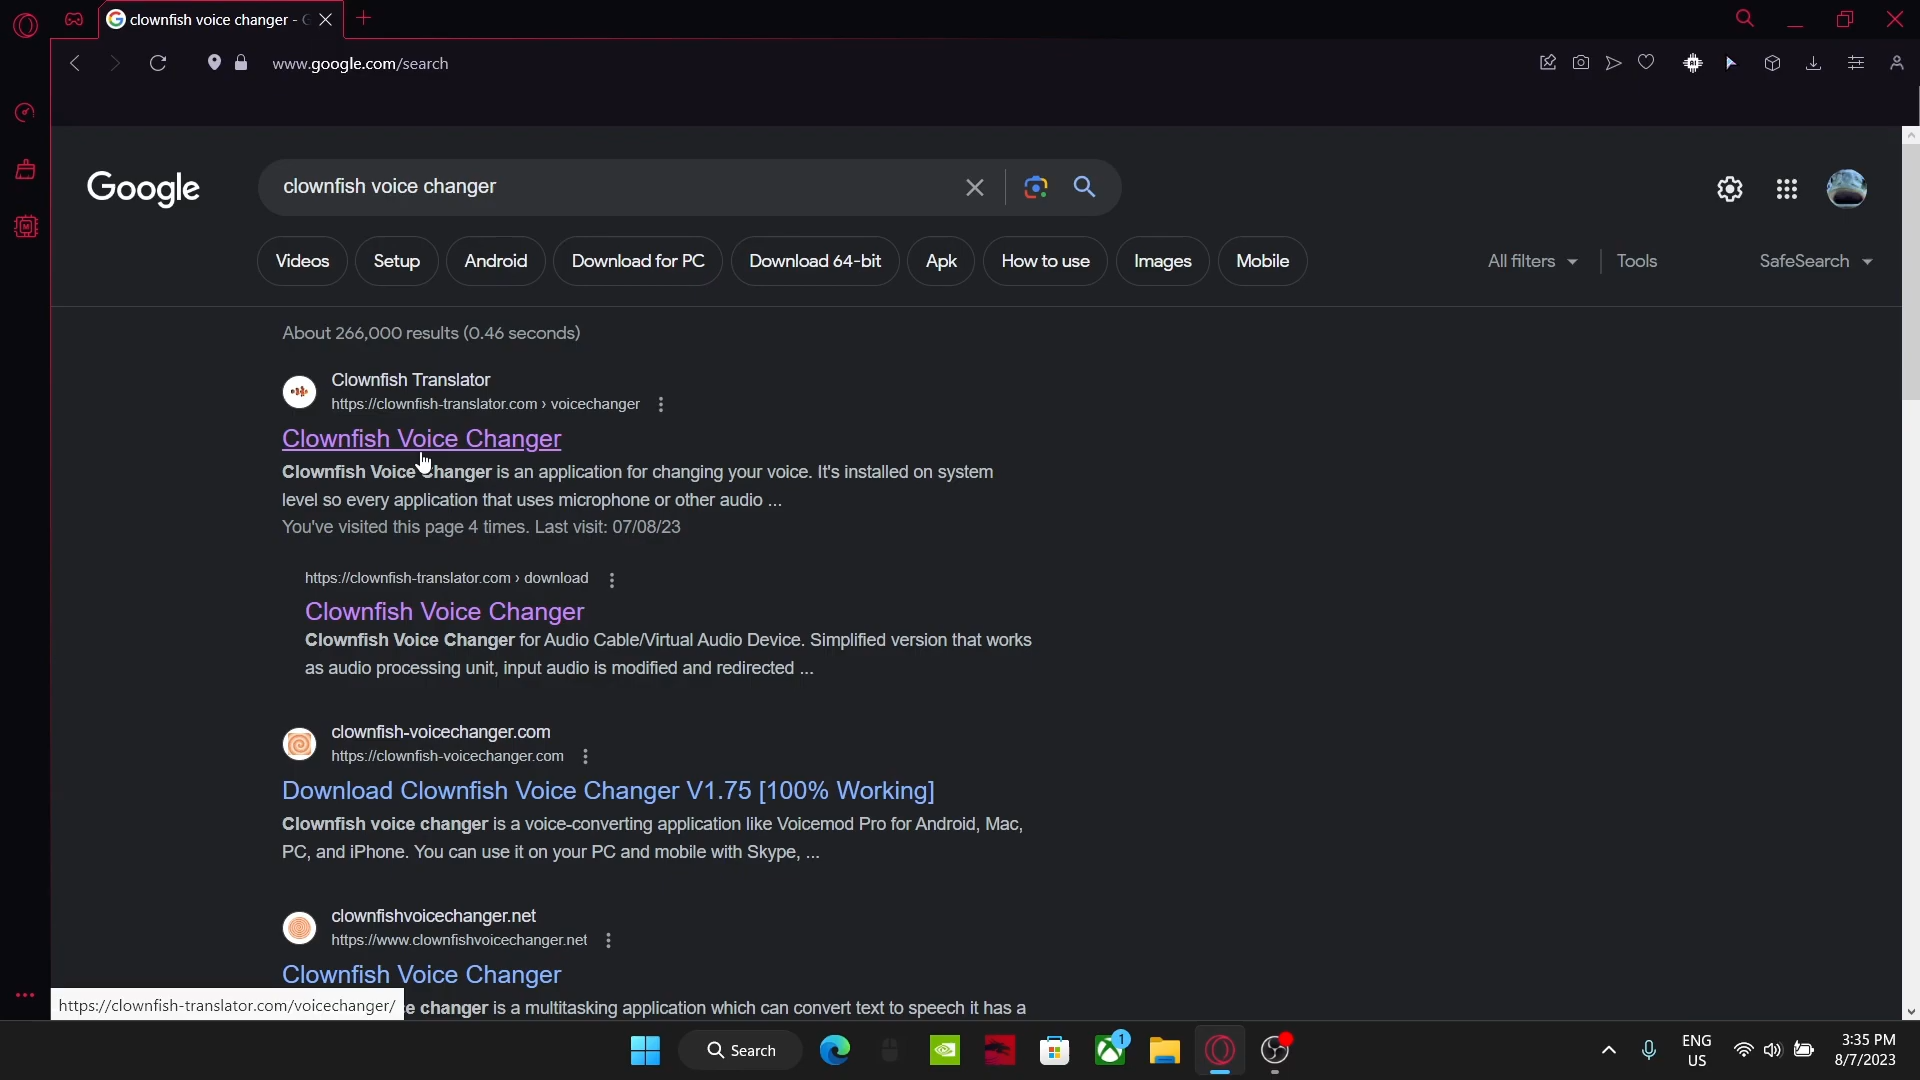 clownfish voice changer - G
www.google.com/search
Google
clownfish voice changer
Videos
Setup
Android
Download for PC
Download 64-bit
Apk
How to use
Images
Mobile
All filters
Tools
SafeSearch
About 266,000 results (0.46 seconds)
Clownfish Translator
https://clownfish-translator.com › voicechanger
Clownfish Voice Changer
Clownfish Voice Changer is an application for changing your voice. It's installed on system
level so every application that uses microphone or other audio ...
You've visited this page 4 times. Last visit: 07/08/23
https://clownfish-translator.com › download
Clownfish Voice Changer
Clownfish Voice Changer for Audio Cable/Virtual Audio Device. Simplified version that works
as audio processing unit, input audio is modified and redirected ...
clownfish-voicechanger.com
https://clownfish-voicechanger.com
Download Clownfish Voice Changer V1.75 [100% Working]
Clownfish voice changer is a voice-converting application like Voicemod Pro for Android, Mac,
PC, and iPhone. You can use it on your PC and mobile with Skype, ...
clownfishvoicechanger.net
https://www.clownfishvoicechanger.net
Clownfish Voice Changer
e changer is a multitasking application which can convert text to speech it has a
https://clownfish-translator.com/voicechanger/
Search
1
ENG
US
3:35 PM
8/7/2023